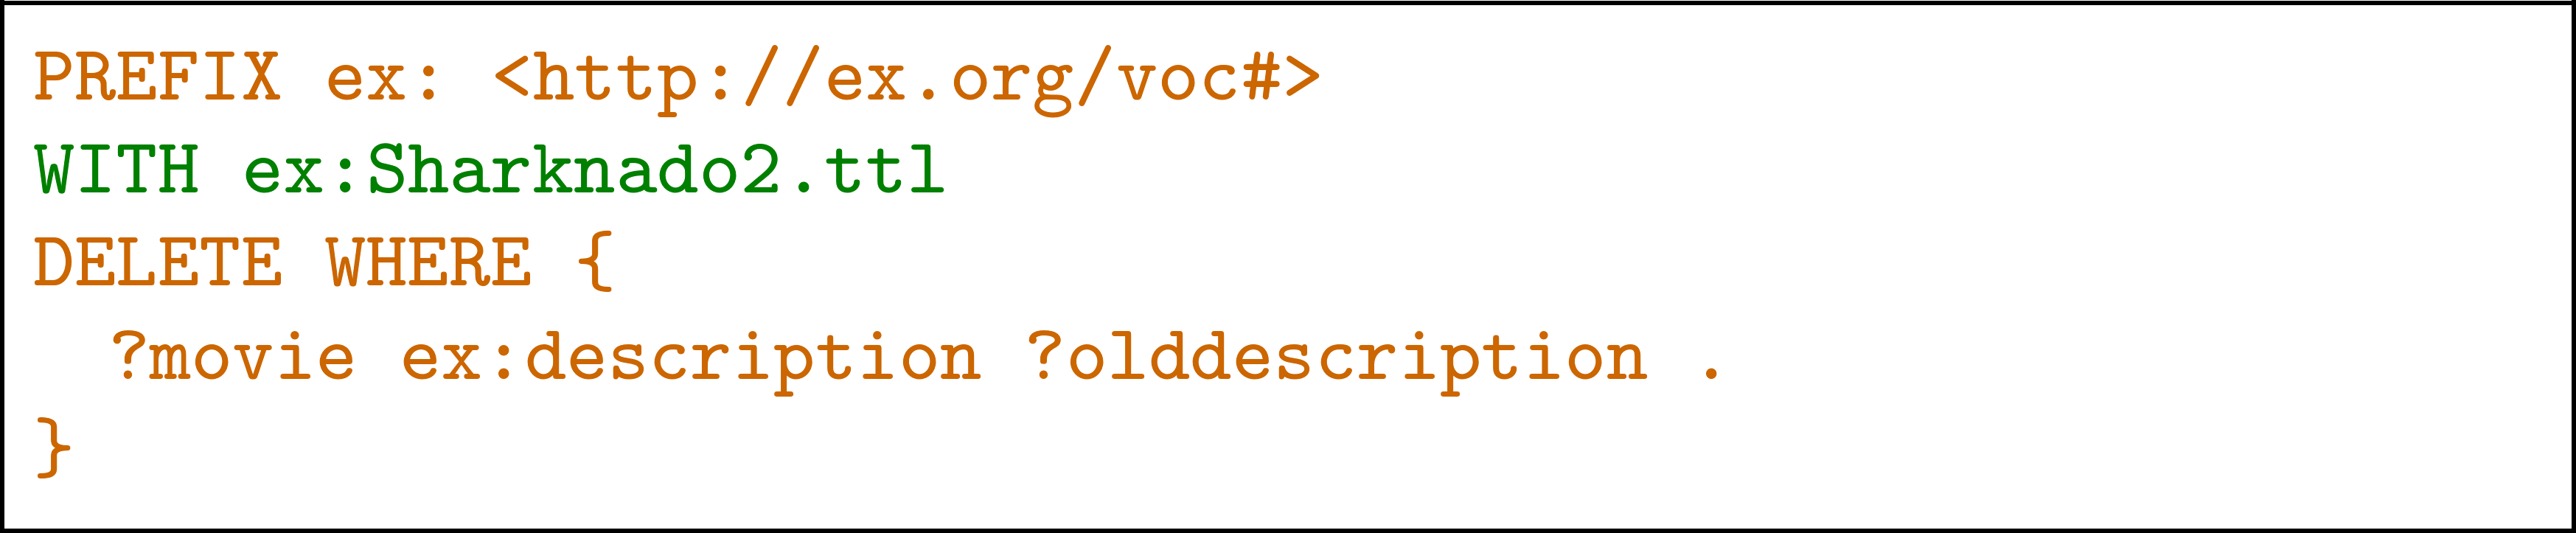 PREFIX ex: <http://ex.org/voc#>
WITH ex:Sharknado2.ttl
DELETE WHERE {
  ?movie ex:description ?olddescription .
}